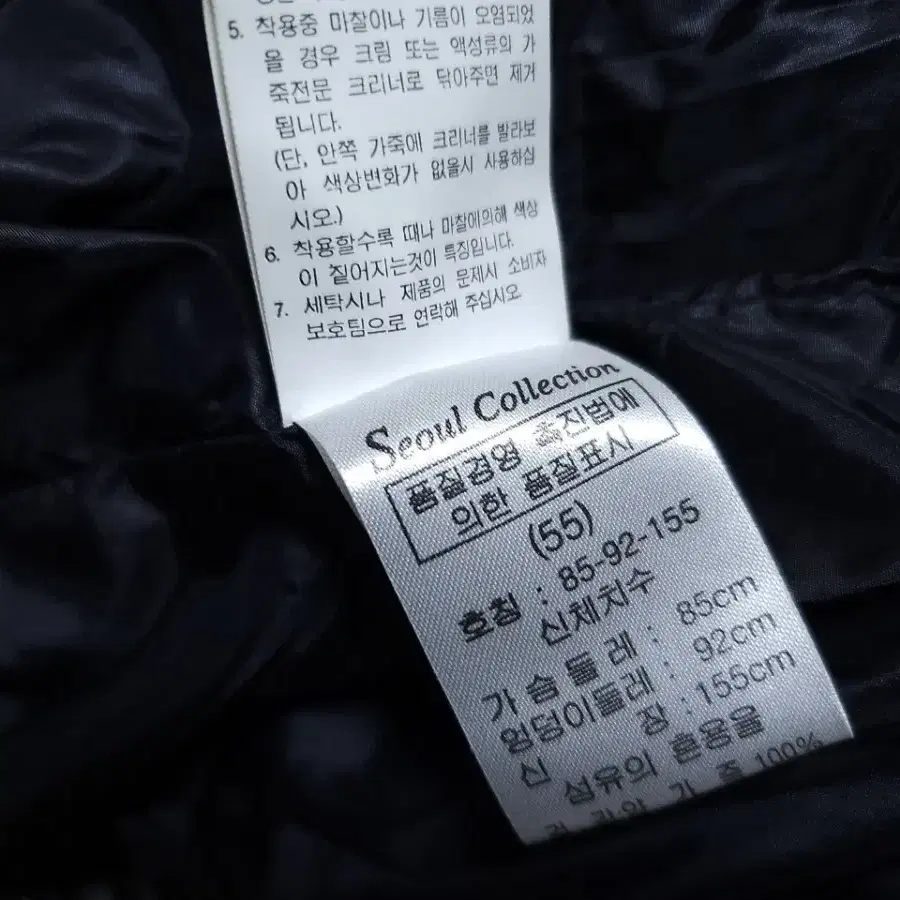 5. 착용중 마찰이나 기름이 오염되었
을 경우 크림 또는 액성류의 가
죽전문 크리너로 닦아주면 제거
됩니다.
(단, 안쪽 가죽에 크리너를 발라보
아 색상변화가 없을시 사용하십
시오.)
6. 착용할수록 때나 마찰에의해 색상
이 짙어지는것이 특징입니다.
7. 세탁시나 제품의 문제시 소비자
보호팀으로 연락해 주십시오
Seoul Collection
품질경영 촉진법에
의한 품질표시
(55)
호칭 : 85-92-155
신체치수
가슴둘레 : 85cm
엉덩이둘레 : 92cm
신 장 : 155cm
섬유의 혼용율
가 죽 100%